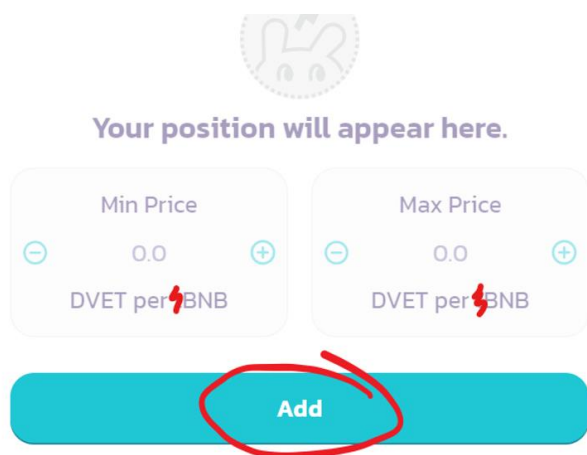 Your position will appear here.
Min Price
Max Price
0.0
0.0
DVET per BNB
DVET per BNB
Add